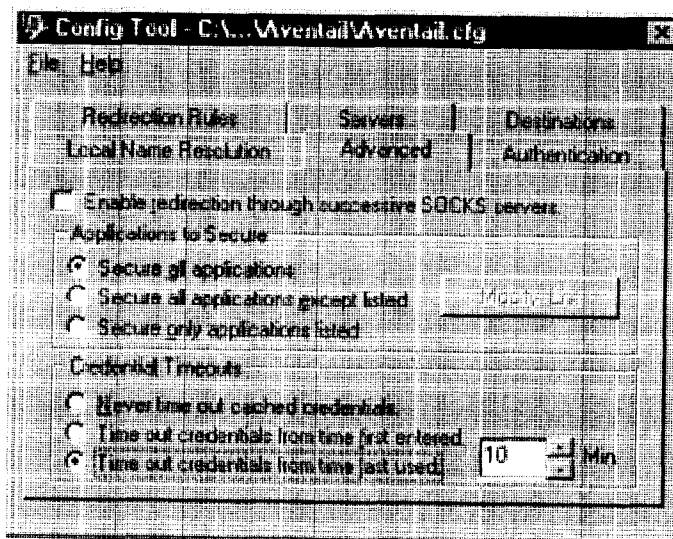 Config Tool - C:\...\Aventail\Aventail.cfg
File Help
Redirection Rules Servers Destinations
Local Name Resolution Advanced Authentication
Enable redirection through successive SOCKS servers.
Applications to Secure
Secure all applications
Secure all applications except listed
Modify List
Secure only applications listed
Credential Timeouts
Never time out cached credentials.
Time out credentials from time first entered.
Time out credentials from time last used. 10 Min